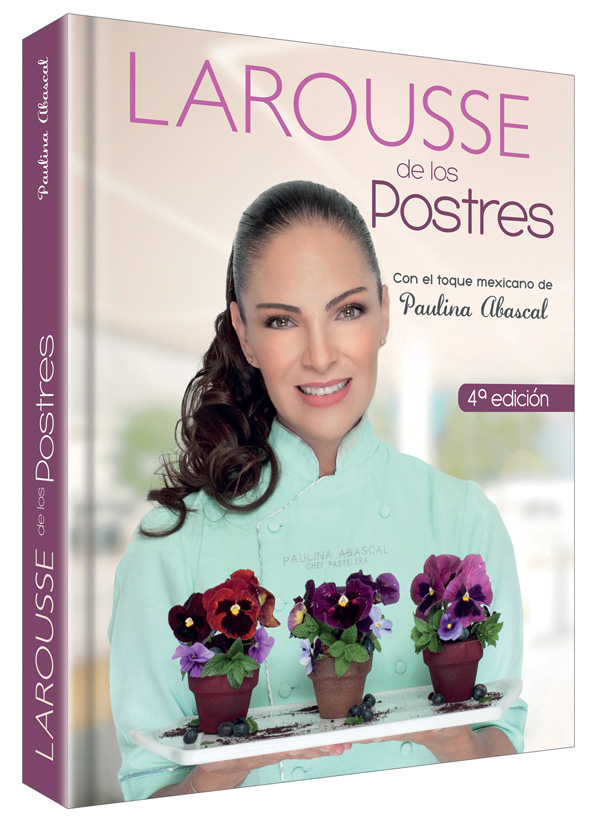 LAROUSSE
de los
Postres
Con el toque mexicano de
Paulina Abascal
4ª edición
PAULINA ABASCAL
CHEF PASTELERA
LAROUSSE de los Postres
Paulina Abascal